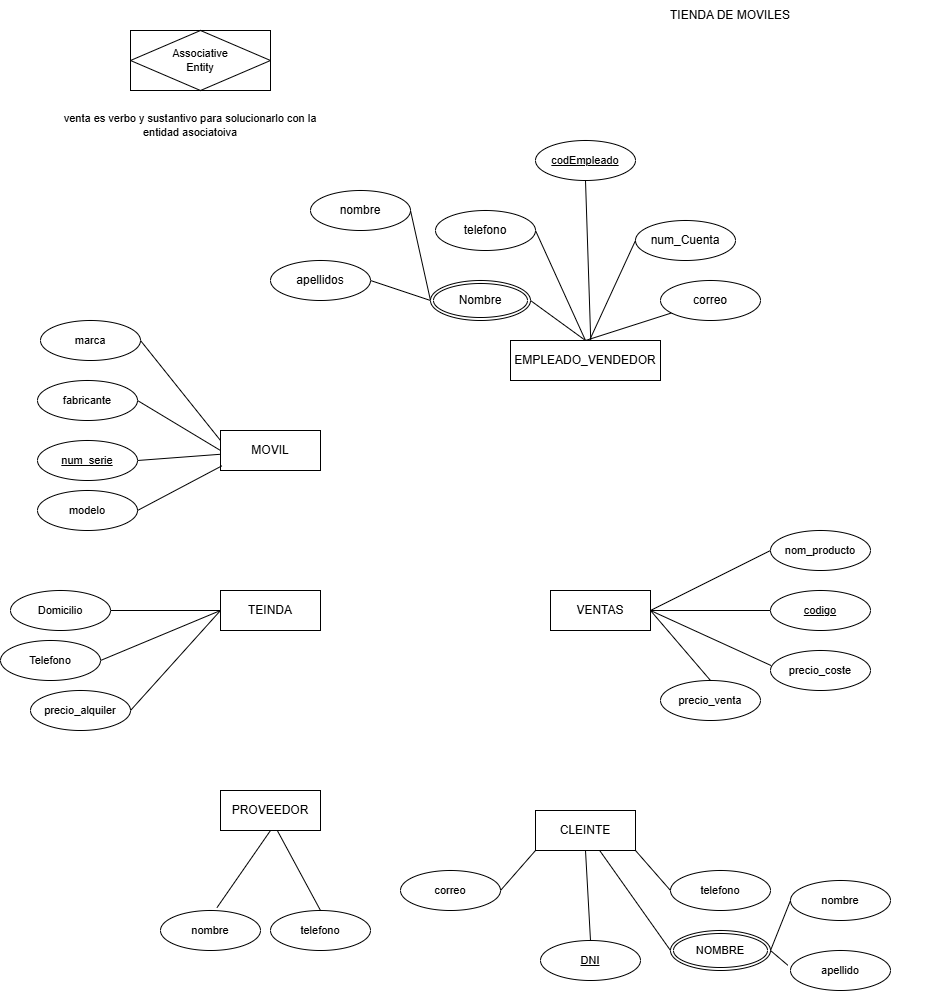 TIENDA DE MOVILES
Associative
Entity
venta es verbo y sustantivo para solucionarlo con la
entidad asociatoiva
codEmpleado
nombre
telefono
num_Cuenta
apellidos
Nombre
correo
EMPLEADO_VENDEDOR
marca
fabricante
MOVIL
num_serie
modelo
nom_producto
Domicilio
TEINDA
VENTAS
codigo
Telefono
precio_coste
precio_alquiler
precio_venta
PROVEEDOR
CLEINTE
correo
telefono
nombre
nombre
telefono
DNI
NOMBRE
apellido